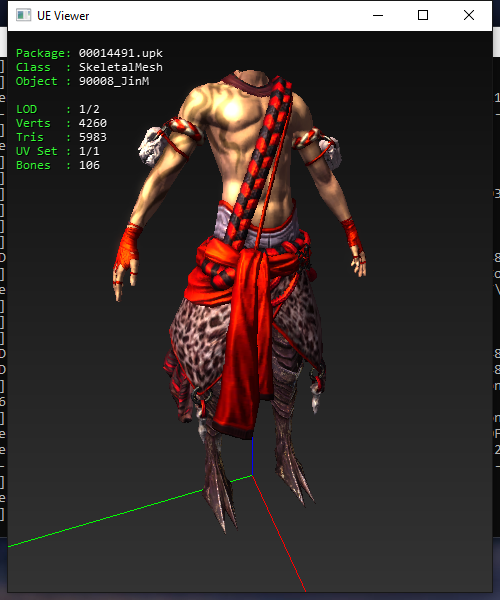 UE Viewer
Package: 00014491.upk
Class : SkeletalMesh
Object : 90008_JinM
LOD : 1/2
Verts : 4260
Tris : 5983
UV Set : 1/1
Bones : 106